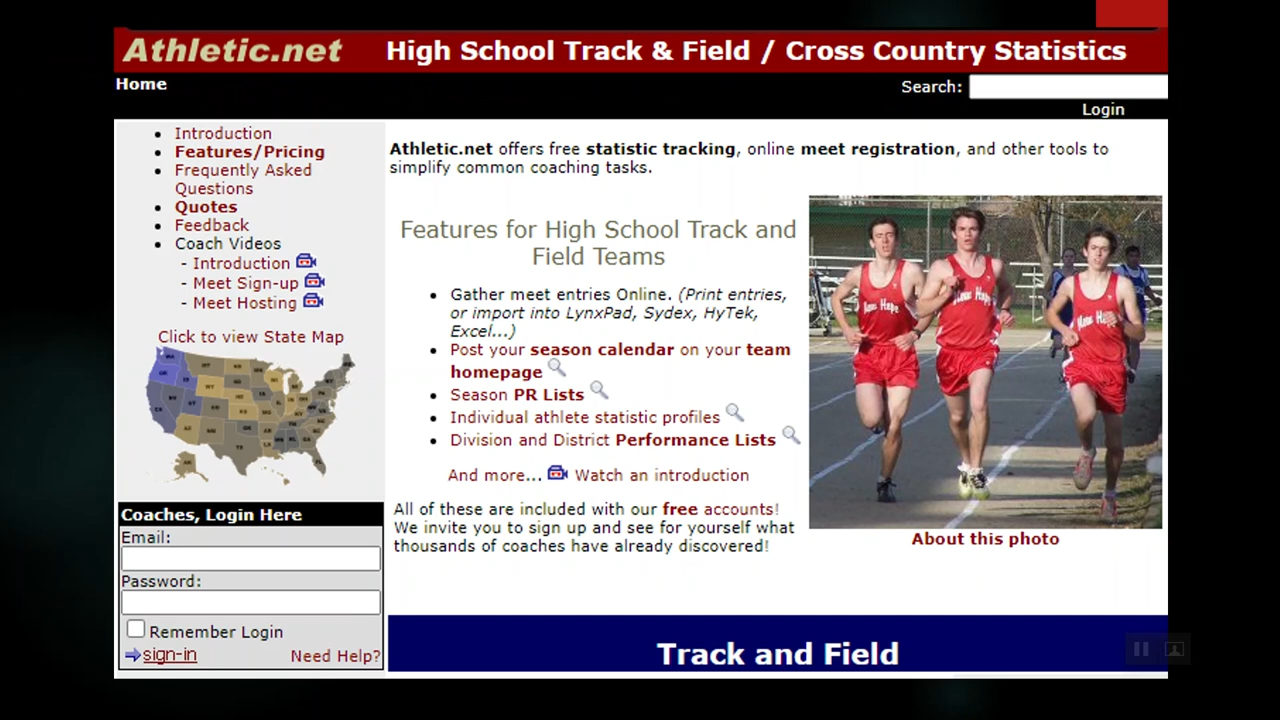 Athletic.net
High School Track & Field / Cross Country Statistics
Home
Search:
Login
Introduction
Features/Pricing
Frequently Asked
Questions
Quotes
Feedback
Coach Videos
- Introduction
- Meet Sign-up
- Meet Hosting
Click to view State Map
Coaches, Login Here
Email:
Password:
Remember Login
sign-in
Need Help?
Athletic.net offers free statistic tracking, online meet registration, and other tools to
simplify common coaching tasks.
Features for High School Track and
Field Teams
Gather meet entries Online. (Print entries,
or import into LynxPad, Sydex, HyTek,
Excel...)
Post your season calendar on your team
homepage
Season PR Lists
Individual athlete statistic profiles
Division and District Performance Lists
And more... Watch an introduction
All of these are included with our free accounts!
We invite you to sign up and see for yourself what
thousands of coaches have already discovered!
New Hope
New Hope
New Hope
About this photo
Track and Field